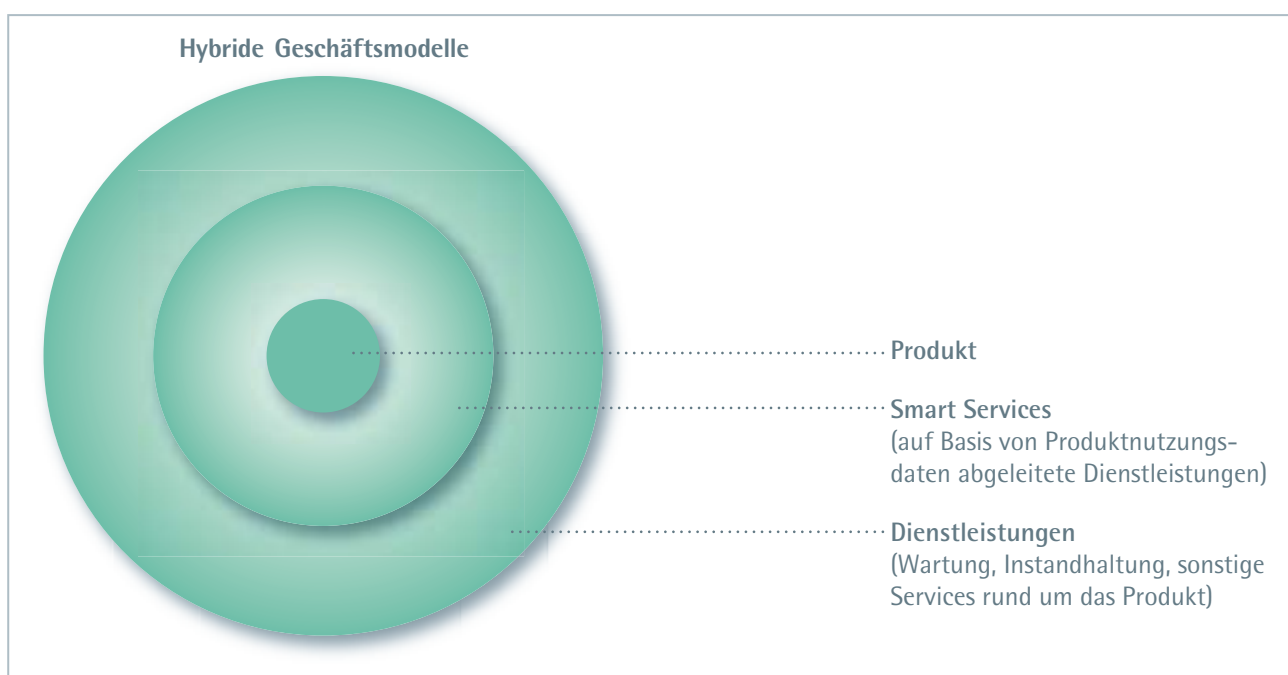 Hybride Geschäftsmodelle
Produkt
Smart Services
(auf Basis von Produktnutzungs-
daten abgeleitete Dienstleistungen)
Dienstleistungen
(Wartung, Instandhaltung, sonstige
Services rund um das Produkt)